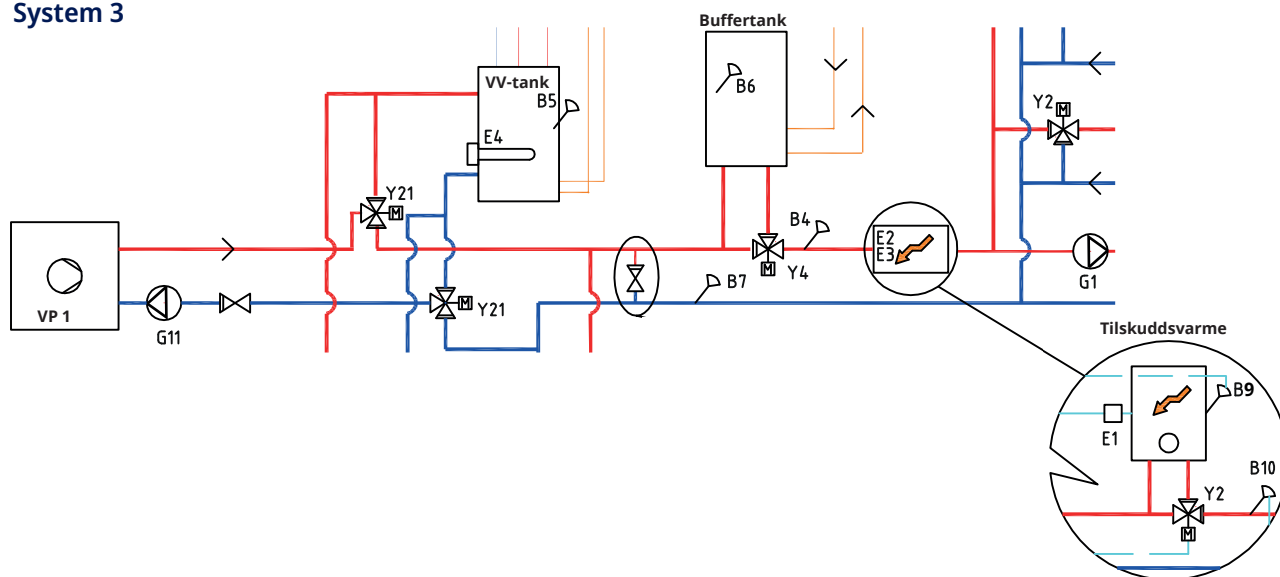 System 3
Buffertank
VV-tank
B5
B6
Y2
M
E4
Y21
M
B4
E2
E3
Y4
M
B7
G1
VP 1
G11
Y21
M
Tilskuddsvarme
B9
E1
B10
Y2
M